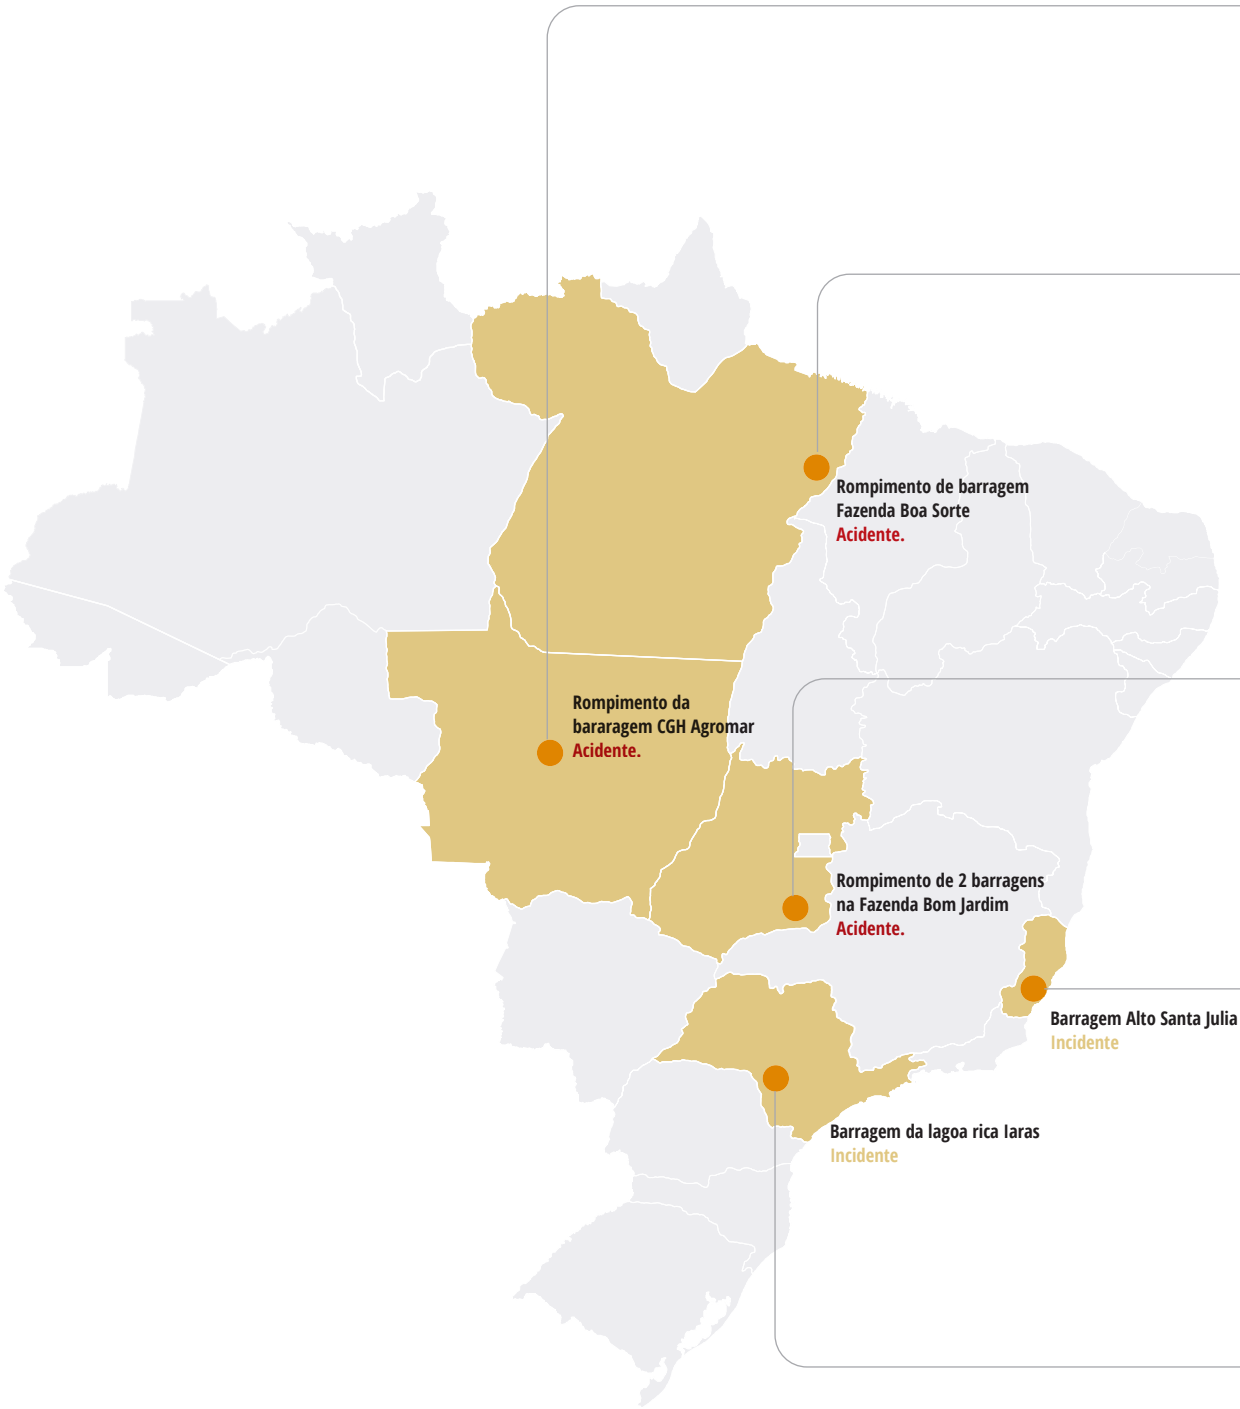 Rompimento de barragem
Fazenda Boa Sorte
Acidente.
Rompimento da
bararagem CGH Agromar
Acidente.
Rompimento de 2 barragens
na Fazenda Bom Jardim
Acidente.
Barragem Alto Santa Julia
Incidente
Barragem da lagoa rica Iaras
Incidente